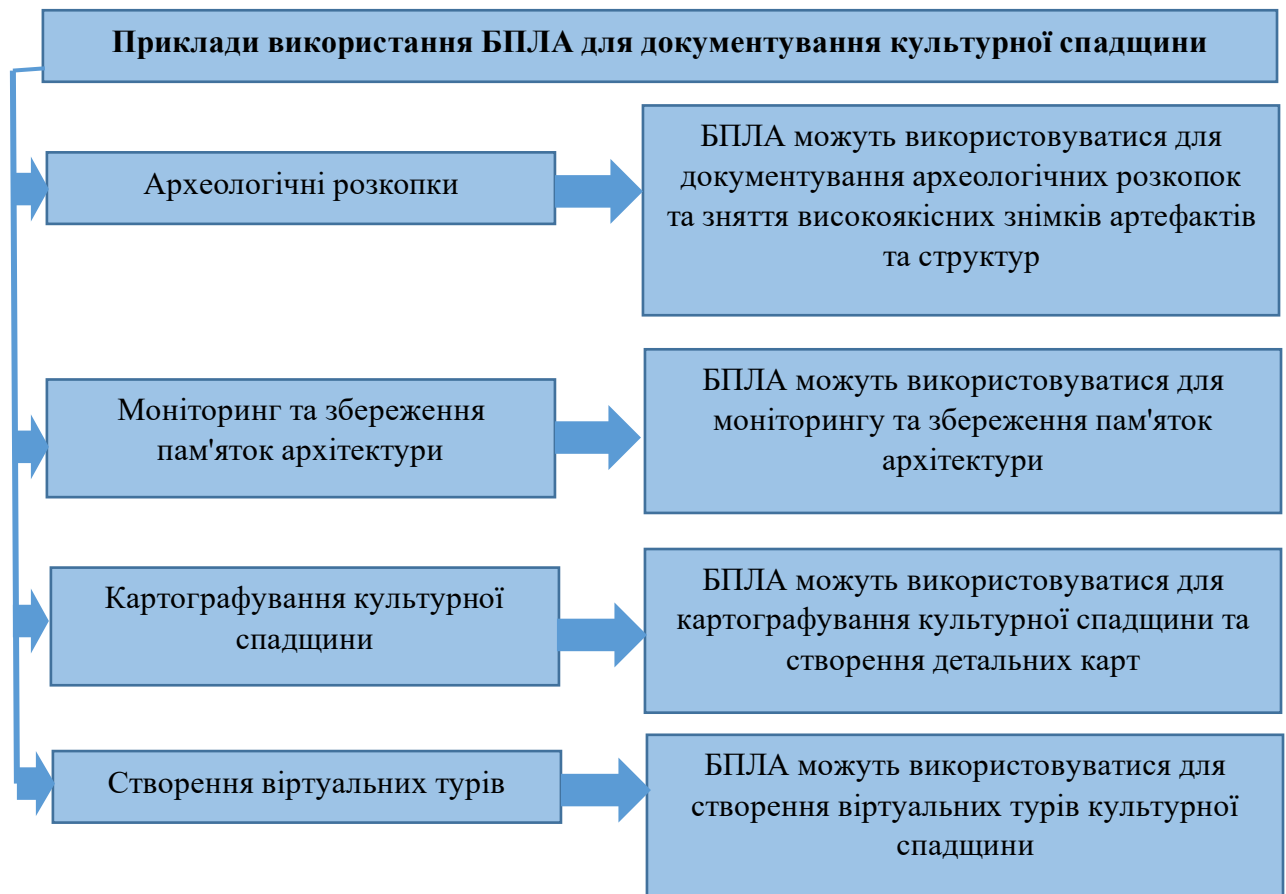 Приклади використання БПЛА для документування культурної спадщини
Археологічні розкопки
БПЛА можуть використовуватися для
документування археологічних розкопок
та зняття високоякісних знімків артефактів
та структур
Моніторинг та збереження
пам'яток архітектури
БПЛА можуть використовуватися для
моніторингу та збереження пам'яток
архітектури
Картографування культурної
спадщини
БПЛА можуть використовуватися для
картографування культурної спадщини та
створення детальних карт
Створення віртуальних турів
БПЛА можуть використовуватися для
створення віртуальних турів культурної
спадщини